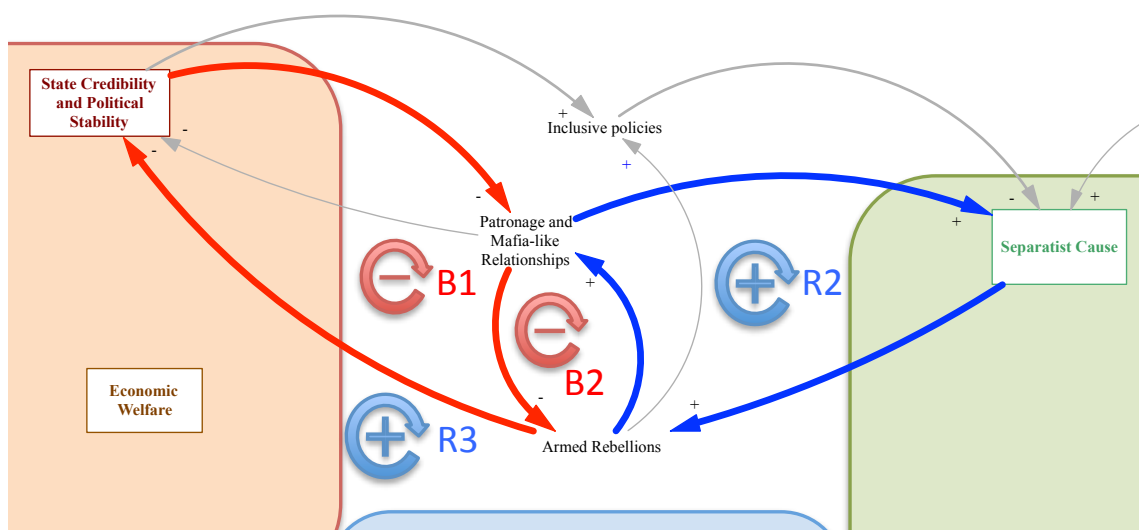 State Credibility
and Political
Stability
-
-
+
Inclusive policies
+
-
Patronage and
Mafia-like
Relationships
+
-
+
+
Separatist Cause
B1
-
B2
R2
Economic
Welfare
R3
+
Armed Rebellions